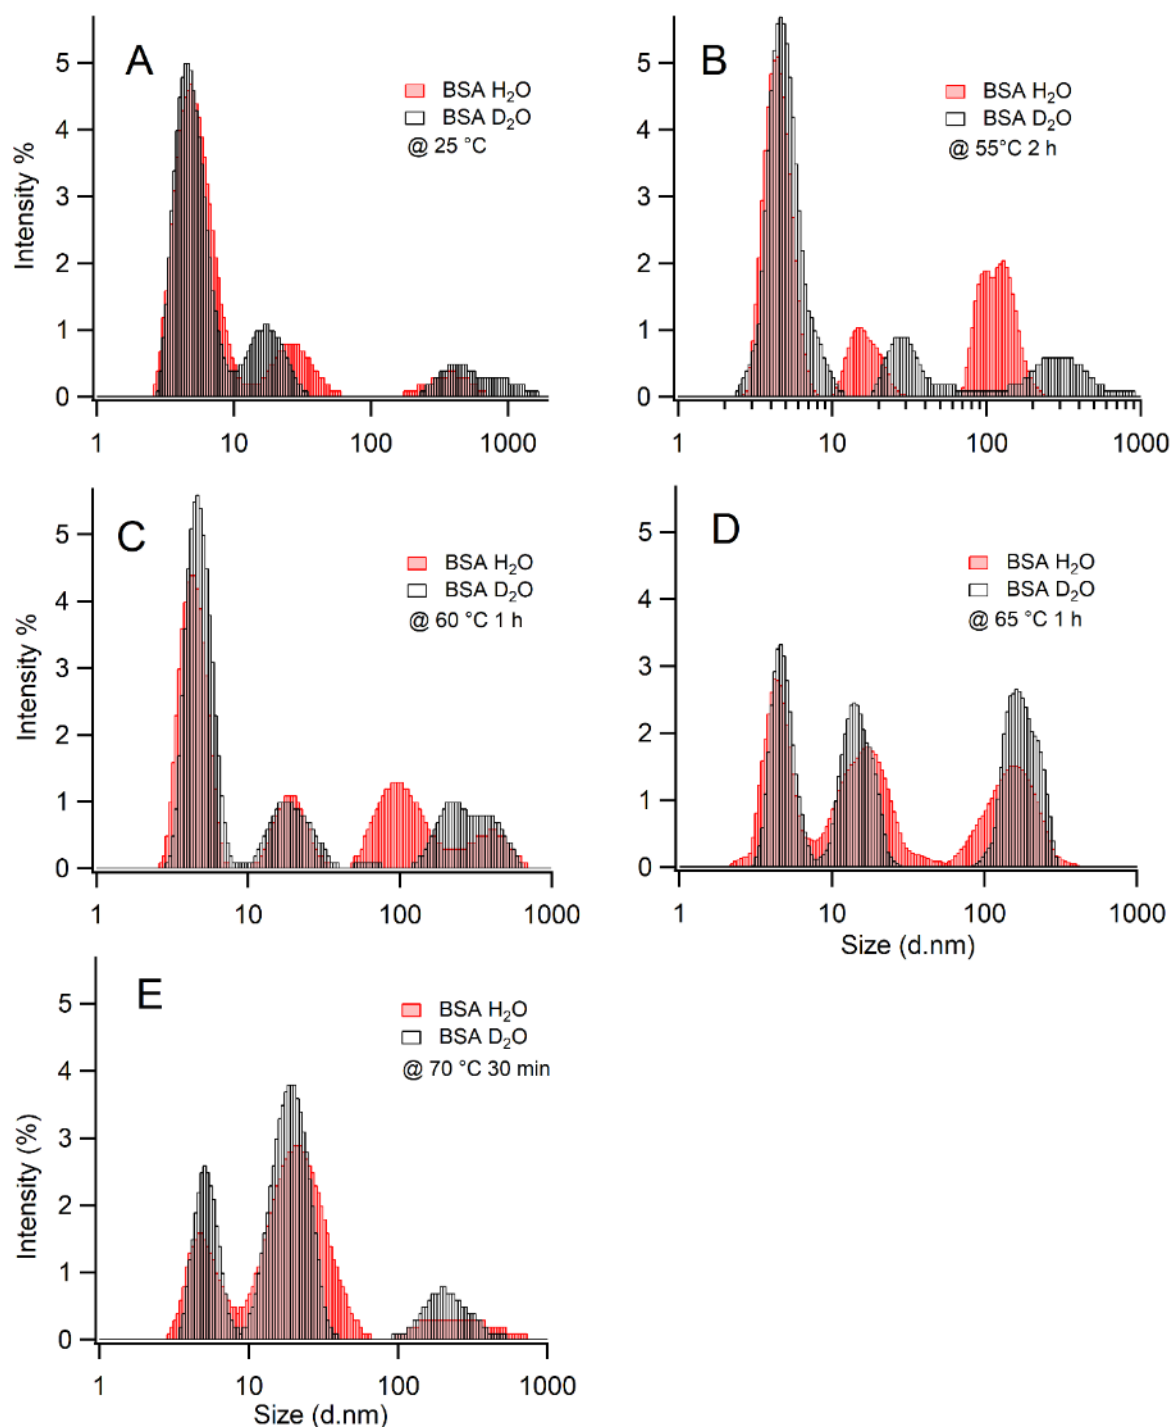 A
BSA H₂O
BSA D₂O
@ 25 °C
Intensity %
5
4
3
2
1
0
1 10 100 1000
B
BSA H₂O
BSA D₂O
@ 55°C 2 h
5
4
3
2
1
0
1 10 100 1000
C
BSA H₂O
BSA D₂O
@ 60 °C 1 h
Intensity %
5
4
3
2
1
0
1 10 100 1000
D
BSA H₂O
BSA D₂O
@ 65 °C 1 h
5
4
3
2
1
0
1 10 100 1000
Size (d.nm)
E
BSA H₂O
BSA D₂O
@ 70 °C 30 min
Intensity (%)
5
4
3
2
1
0
1 10 100 1000
Size (d.nm)